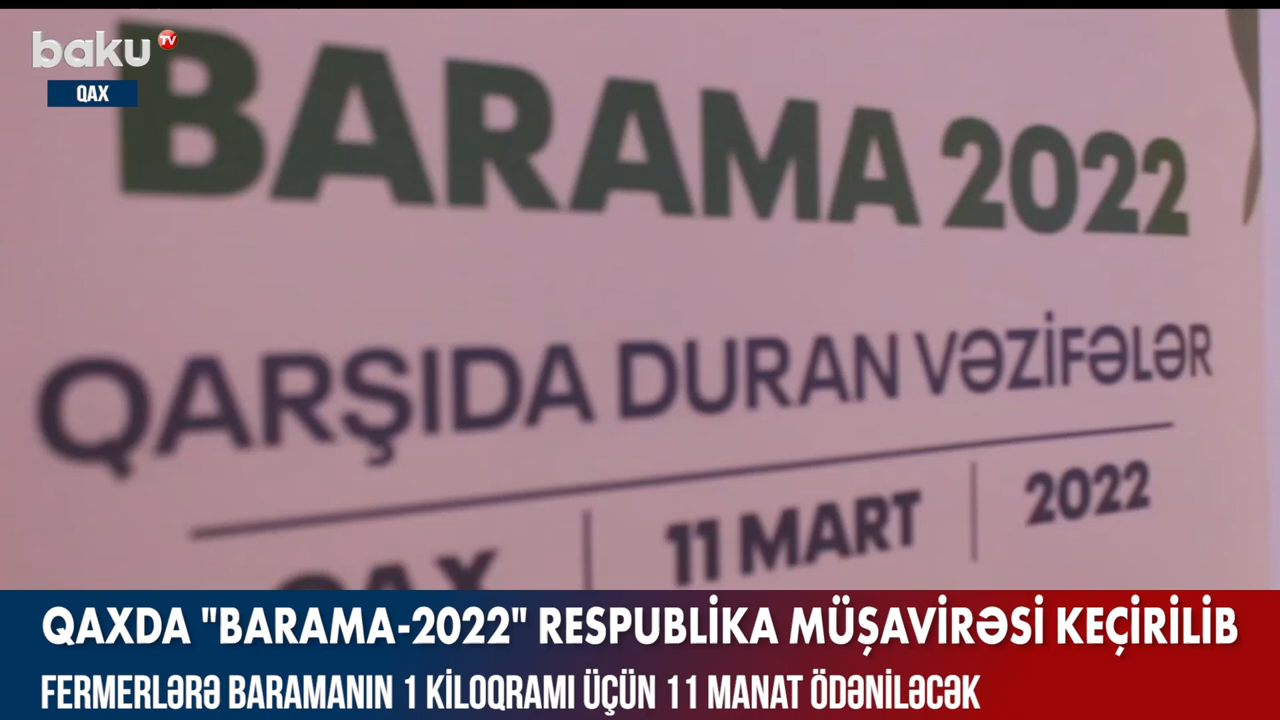 baku TV
QAX
BARAMA 2022
QARŞIDA DURAN VƏZİFƏLƏR
QAX 11 MART 2022
QAXDA "BARAMA-2022" RESPUBLİKA MÜŞAVİRƏSİ KEÇİRİLİB
FERMERLƏRƏ BARAMANIN 1 KİLOQRAMI ÜÇÜN 11 MANAT ÖDƏNİLƏCƏK